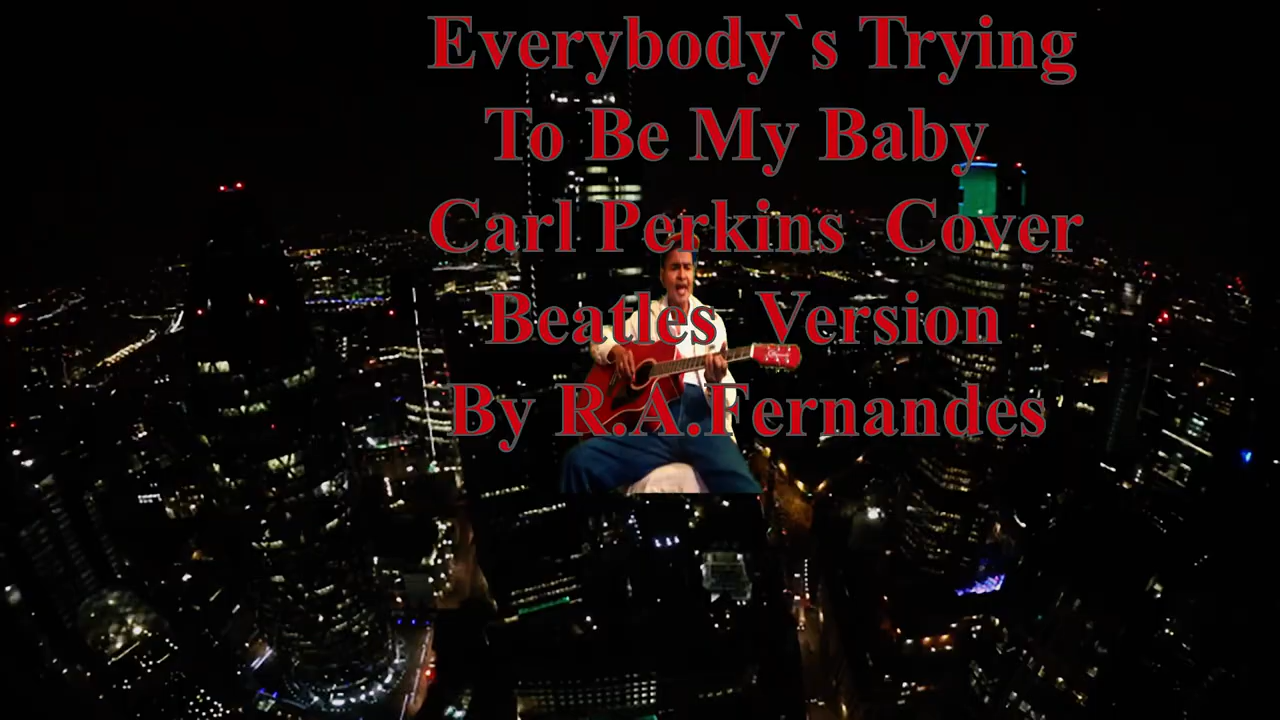 Everybody`s Trying
To Be My Baby
Carl Perkins  Cover
Beatles  Version
By R.A.Fernandes